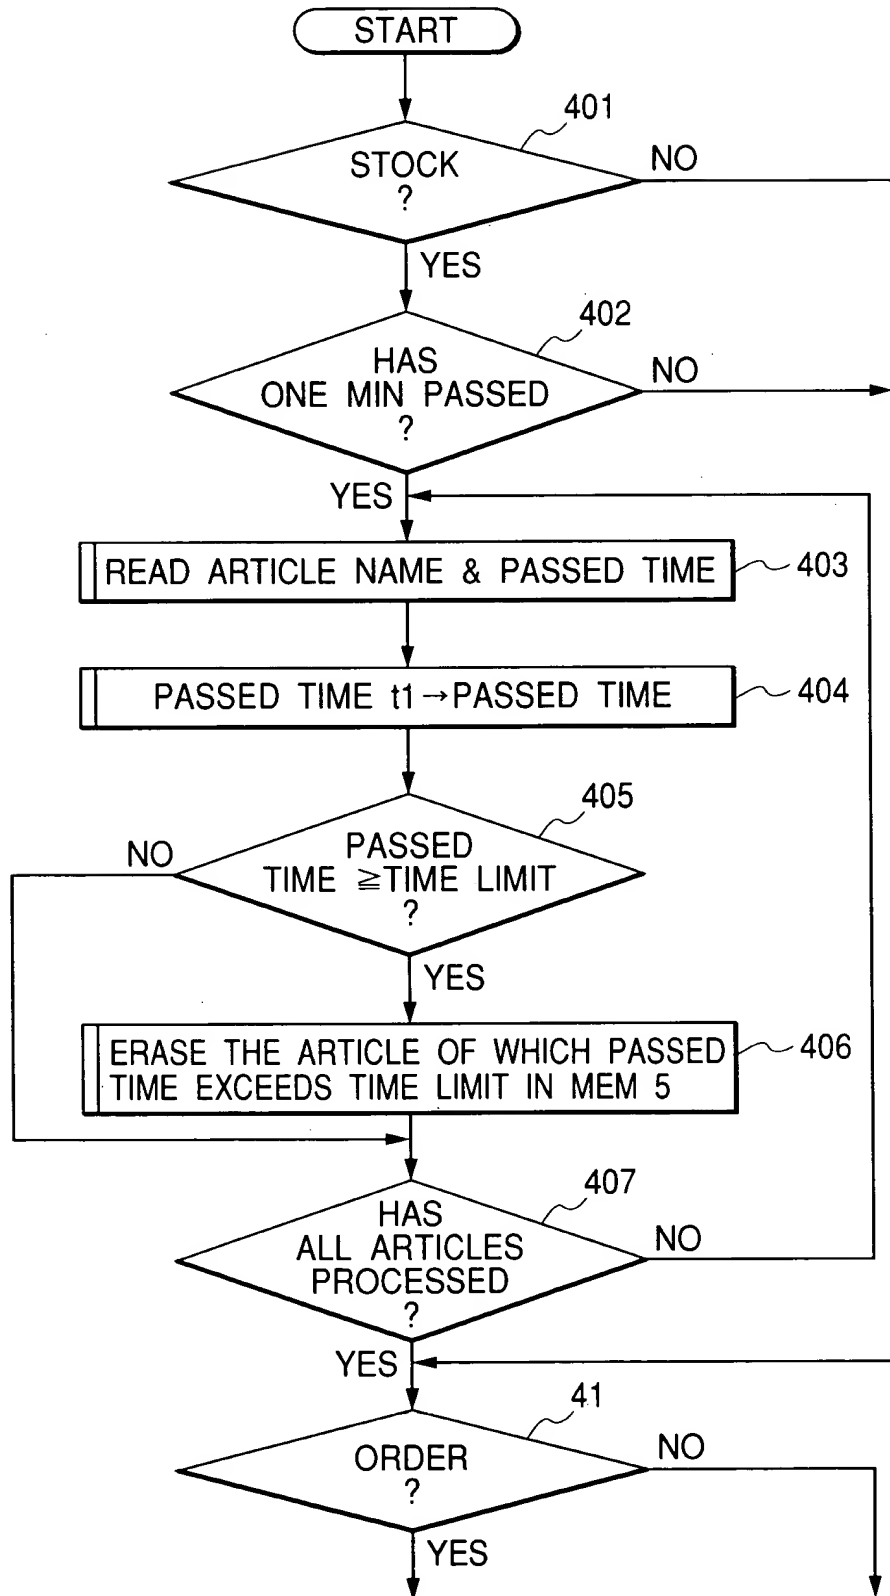 START
401
STOCK
?
NO
YES
402
HAS
ONE MIN PASSED
?
NO
YES
READ ARTICLE NAME & PASSED TIME
403
PASSED TIME t1→PASSED TIME
404
405
PASSED
TIME ≧TIME LIMIT
?
NO
YES
ERASE THE ARTICLE OF WHICH PASSED
TIME EXCEEDS TIME LIMIT IN MEM 5
406
407
HAS
ALL ARTICLES
PROCESSED
?
NO
YES
41
ORDER
?
NO
YES